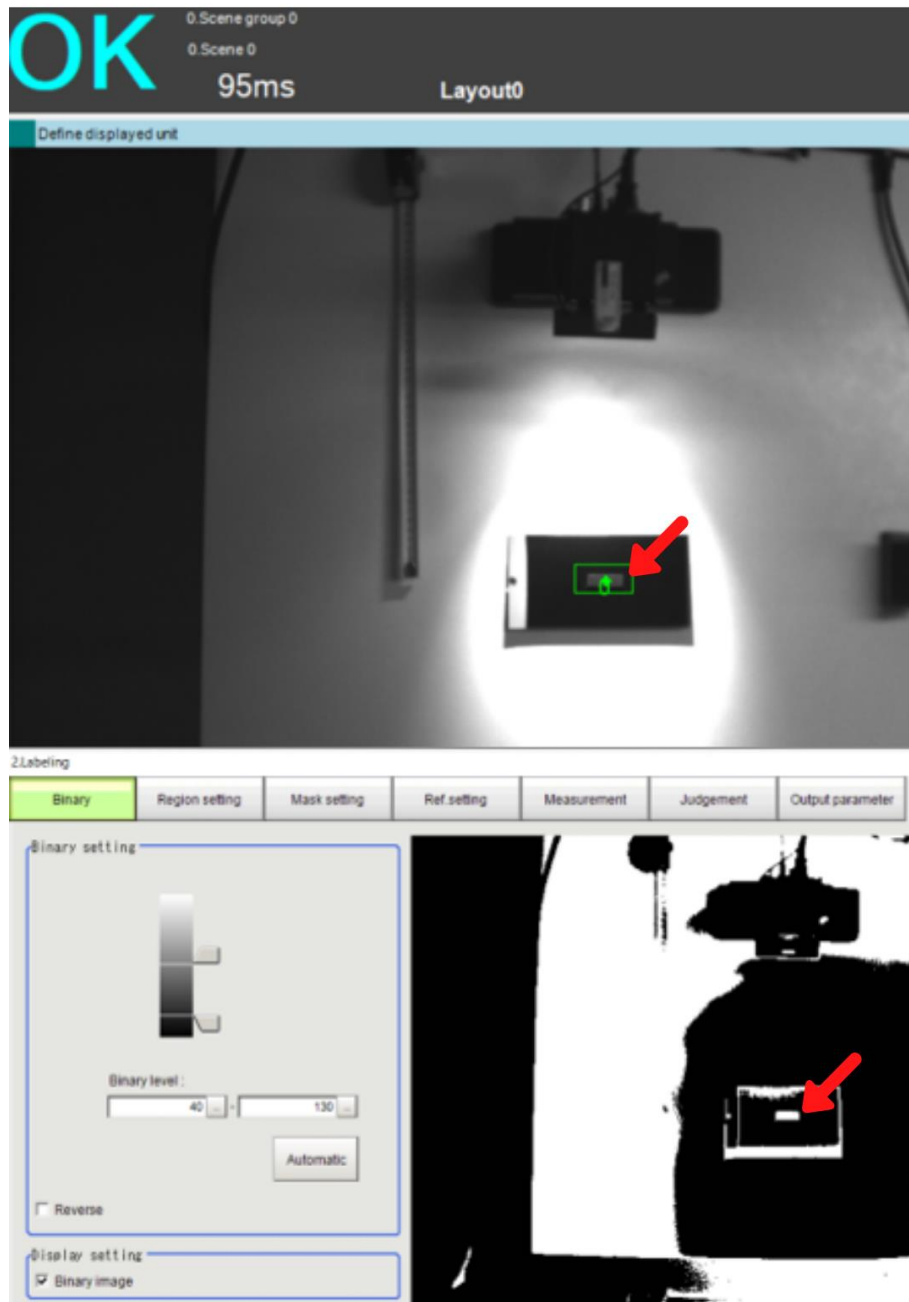 OK
0.Scene group 0
0.Scene 0
95ms
Layout0
Define displayed unit
0
2.Labeling
Binary
Region setting
Mask setting
Ref.setting
Measurement
Judgement
Output parameter
Binary setting
Binary level :
40 ... - 130 ...
Automatic
Reverse
Display setting
Binary image